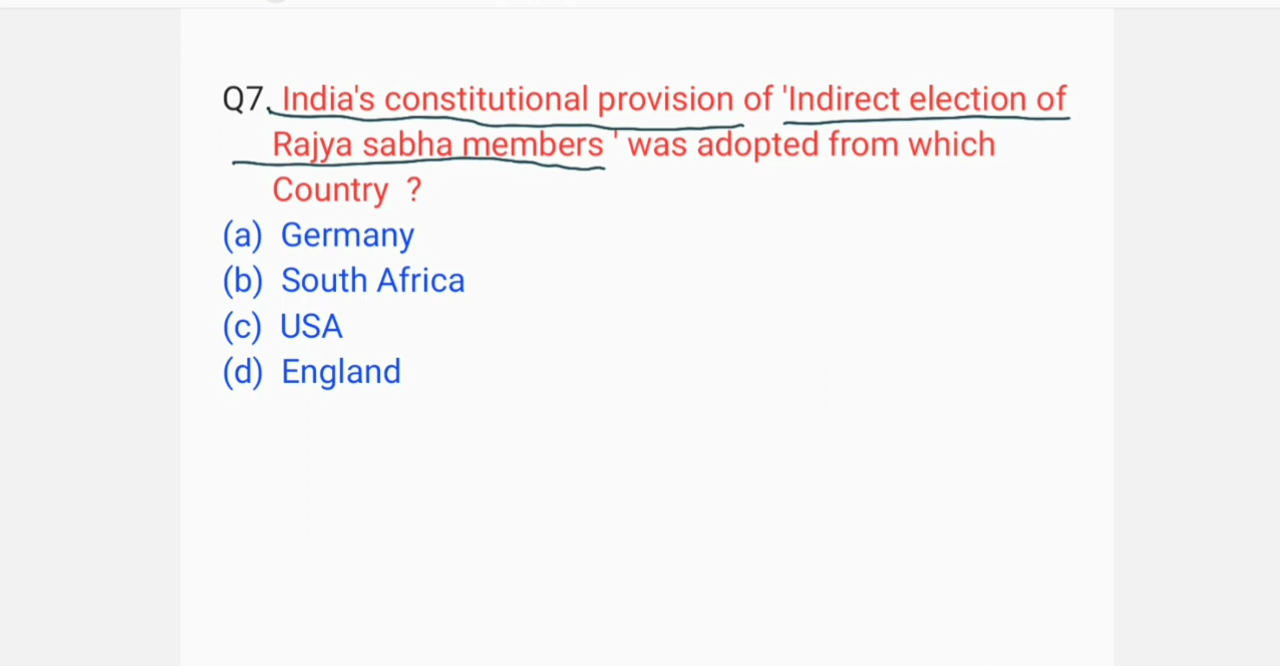 Q7. India's constitutional provision of 'Indirect election of
Rajya sabha members ' was adopted from which
Country ?
(a) Germany
(b) South Africa
(c) USA
(d) England